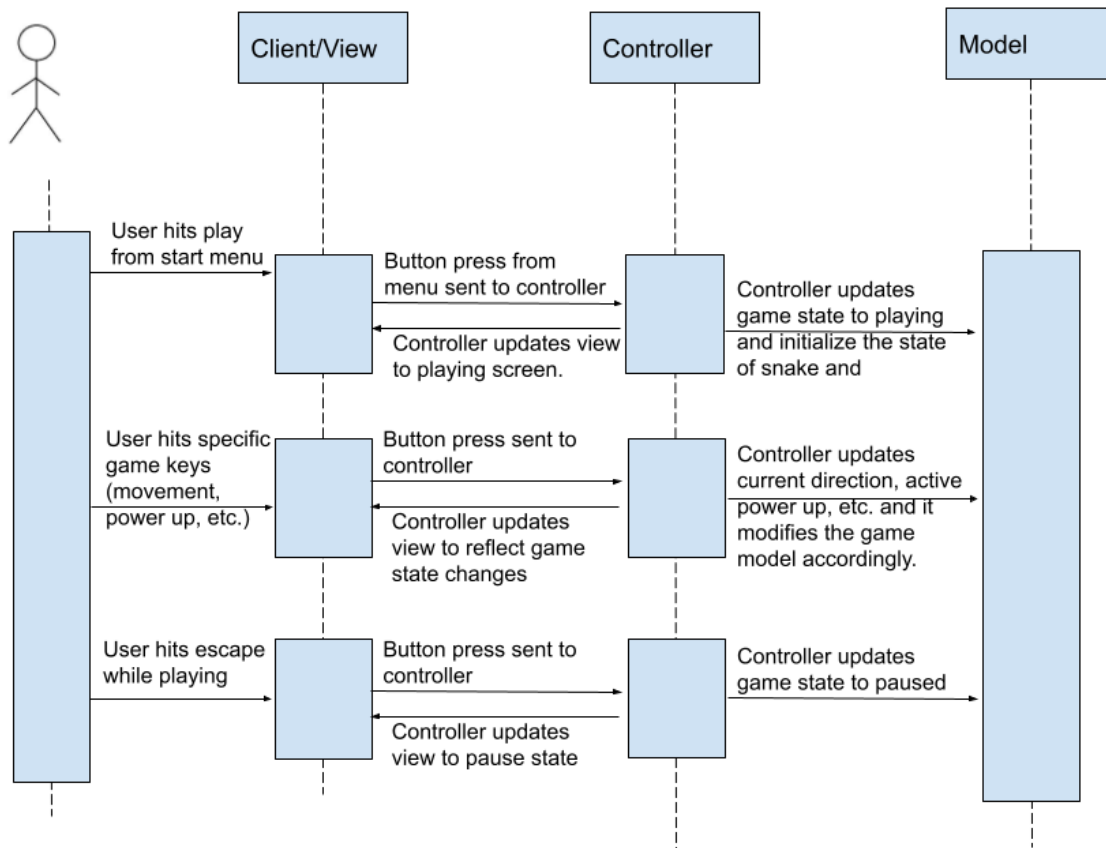 Client/View
Controller
Model
User hits play
from start menu
Button press from
menu sent to controller
Controller updates view
to playing screen.
Controller updates
game state to playing
and initialize the state
of snake and
User hits specific
game keys
(movement,
power up, etc.)
Button press sent to
controller
Controller updates
view to reflect game
state changes
Controller updates
current direction, active
power up, etc. and it
modifies the game
model accordingly.
User hits escape
while playing
Button press sent to
controller
Controller updates
view to pause state
Controller updates
game state to paused